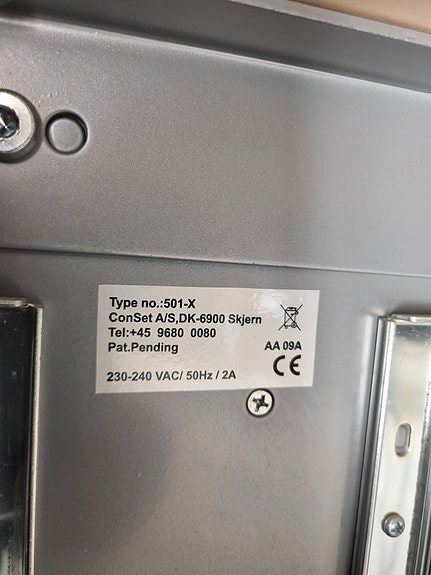 Type no.:501-X
ConSet A/S,DK-6900 Skjern
Tel:+45 9680 0080
Pat.Pending
AA 09A
CE
230-240 VAC/ 50Hz / 2A